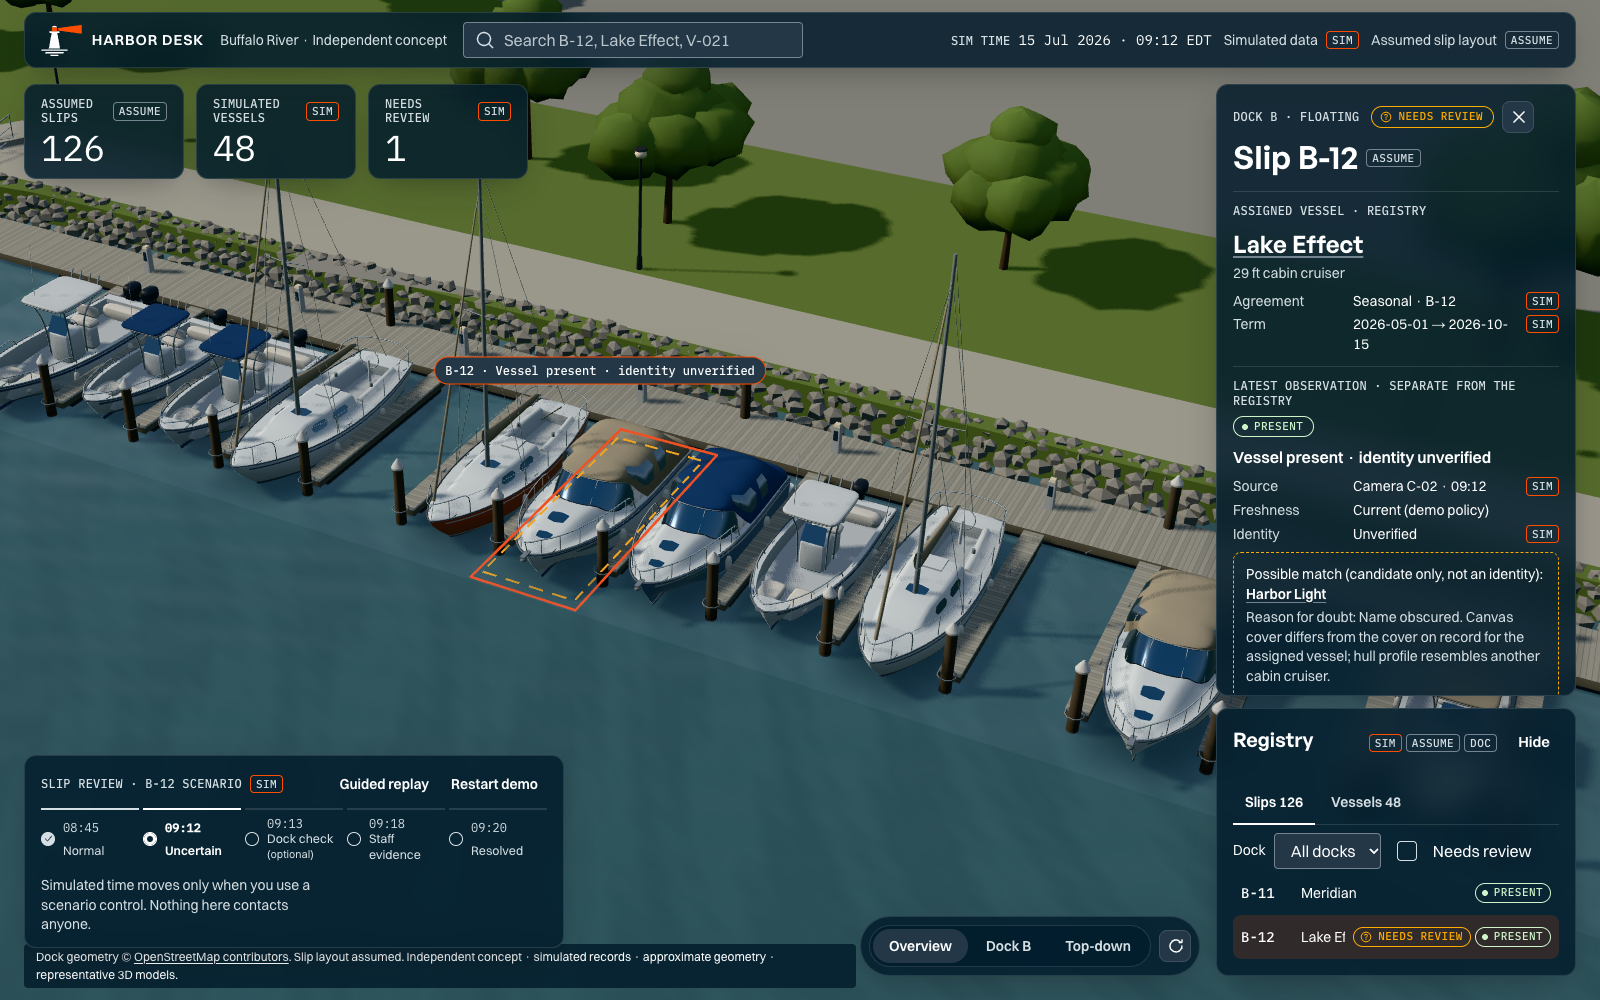 HARBOR DESK
Buffalo River · Independent concept
Search B-12, Lake Effect, V-021
SIM TIME 15 Jul 2026 · 09:12 EDT
Simulated data SIM
Assumed slip layout ASSUME
ASSUMED SLIPS ASSUME
126
SIMULATED VESSELS SIM
48
NEEDS REVIEW SIM
1
B-12 · Vessel present · identity unverified
DOCK B · FLOATING
NEEDS REVIEW
Slip B-12 ASSUME
ASSIGNED VESSEL · REGISTRY
Lake Effect
29 ft cabin cruiser
Agreement Seasonal · B-12 SIM
Term 2026-05-01 → 2026-10- SIM
15
LATEST OBSERVATION · SEPARATE FROM THE
REGISTRY
PRESENT
Vessel present · identity unverified
Source Camera C-02 · 09:12 SIM
Freshness Current (demo policy)
Identity Unverified SIM
Possible match (candidate only, not an identity):
Harbor Light
Reason for doubt: Name obscured. Canvas
cover differs from the cover on record for the
assigned vessel; hull profile resembles another
cabin cruiser.
Registry SIM ASSUME DOC Hide
Slips 126 Vessels 48
Dock All docks Needs review
B-11 Meridian PRESENT
B-12 Lake Ef NEEDS REVIEW PRESENT
SLIP REVIEW · B-12 SCENARIO SIM Guided replay Restart demo
08:45
Normal
09:12
Uncertain
09:13
Dock check
(optional)
09:18
Staff
evidence
09:20
Resolved
Simulated time moves only when you use a
scenario control. Nothing here contacts
anyone.
Dock geometry © OpenStreetMap contributors. Slip layout assumed. Independent concept · simulated records · approximate geometry ·
representative 3D models.
Overview Dock B Top-down